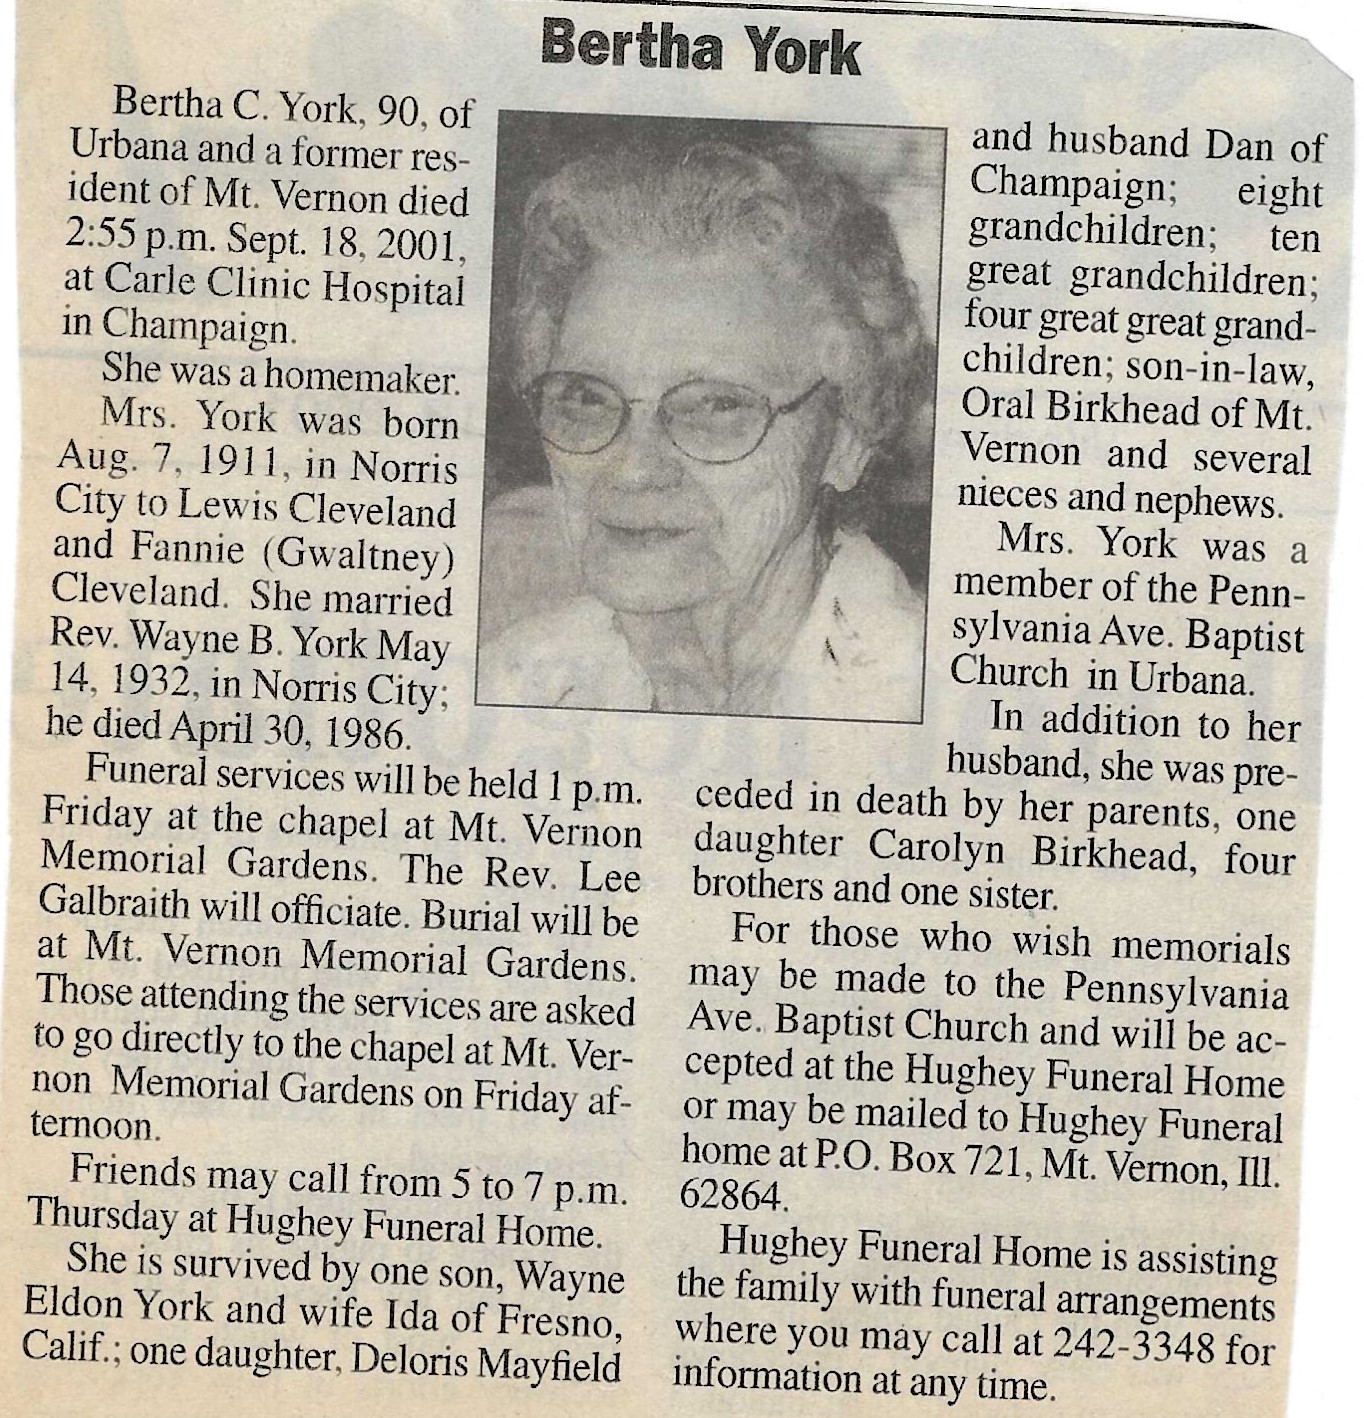 Bertha York
Bertha C. York, 90, of
Urbana and a former res-
ident of Mt. Vernon died
2:55 p.m. Sept. 18, 2001,
at Carle Clinic Hospital
in Champaign.
She was a homemaker.
Mrs. York was born
Aug. 7, 1911, in Norris
City to Lewis Cleveland
and Fannie (Gwaltney)
Cleveland. She married
Rev. Wayne B. York May
14, 1932, in Norris City;
he died April 30, 1986.
Funeral services will be held 1 p.m.
Friday at the chapel at Mt. Vernon
Memorial Gardens. The Rev. Lee
Galbraith will officiate. Burial will be
at Mt. Vernon Memorial Gardens.
Those attending the services are asked
to go directly to the chapel at Mt. Ver-
non Memorial Gardens on Friday af-
ternoon.
Friends may call from 5 to 7 p.m.
Thursday at Hughey Funeral Home.
She is survived by one son, Wayne
Eldon York and wife Ida of Fresno,
Calif.; one daughter, Deloris Mayfield
and husband Dan of
Champaign; eight
grandchildren; ten
great grandchildren;
four great great grand-
children; son-in-law,
Oral Birkhead of Mt.
Vernon and several
nieces and nephews.
Mrs. York was a
member of the Penn-
sylvania Ave. Baptist
Church in Urbana.
In addition to her
husband, she was pre-
ceded in death by her parents, one
daughter Carolyn Birkhead, four
brothers and one sister.
For those who wish memorials
may be made to the Pennsylvania
Ave. Baptist Church and will be ac-
cepted at the Hughey Funeral Home
or may be mailed to Hughey Funeral
home at P.O. Box 721, Mt. Vernon, Ill.
62864.
Hughey Funeral Home is assisting
the family with funeral arrangements
where you may call at 242-3348 for
information at any time.